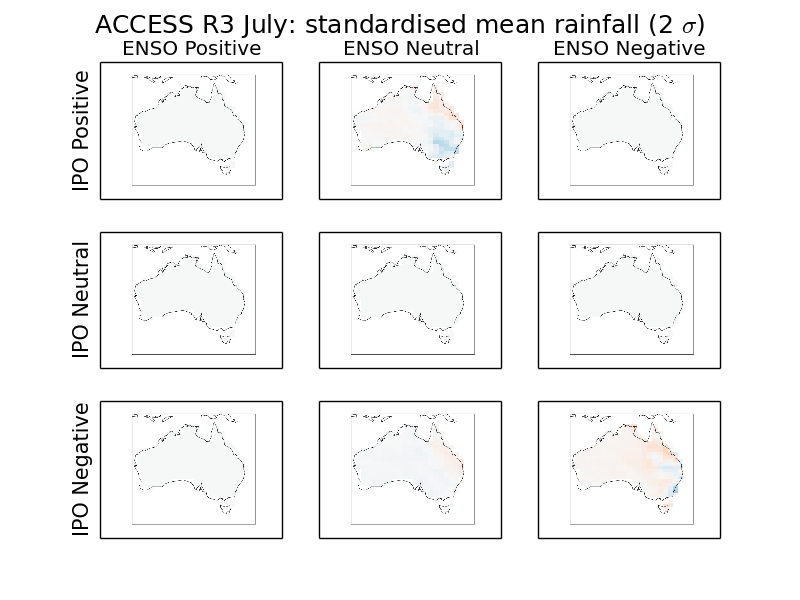 ACCESS R3 July: standardised mean rainfall (2 σ)
ENSO Positive ENSO Neutral ENSO Negative
IPO Positive
IPO Neutral
IPO Negative